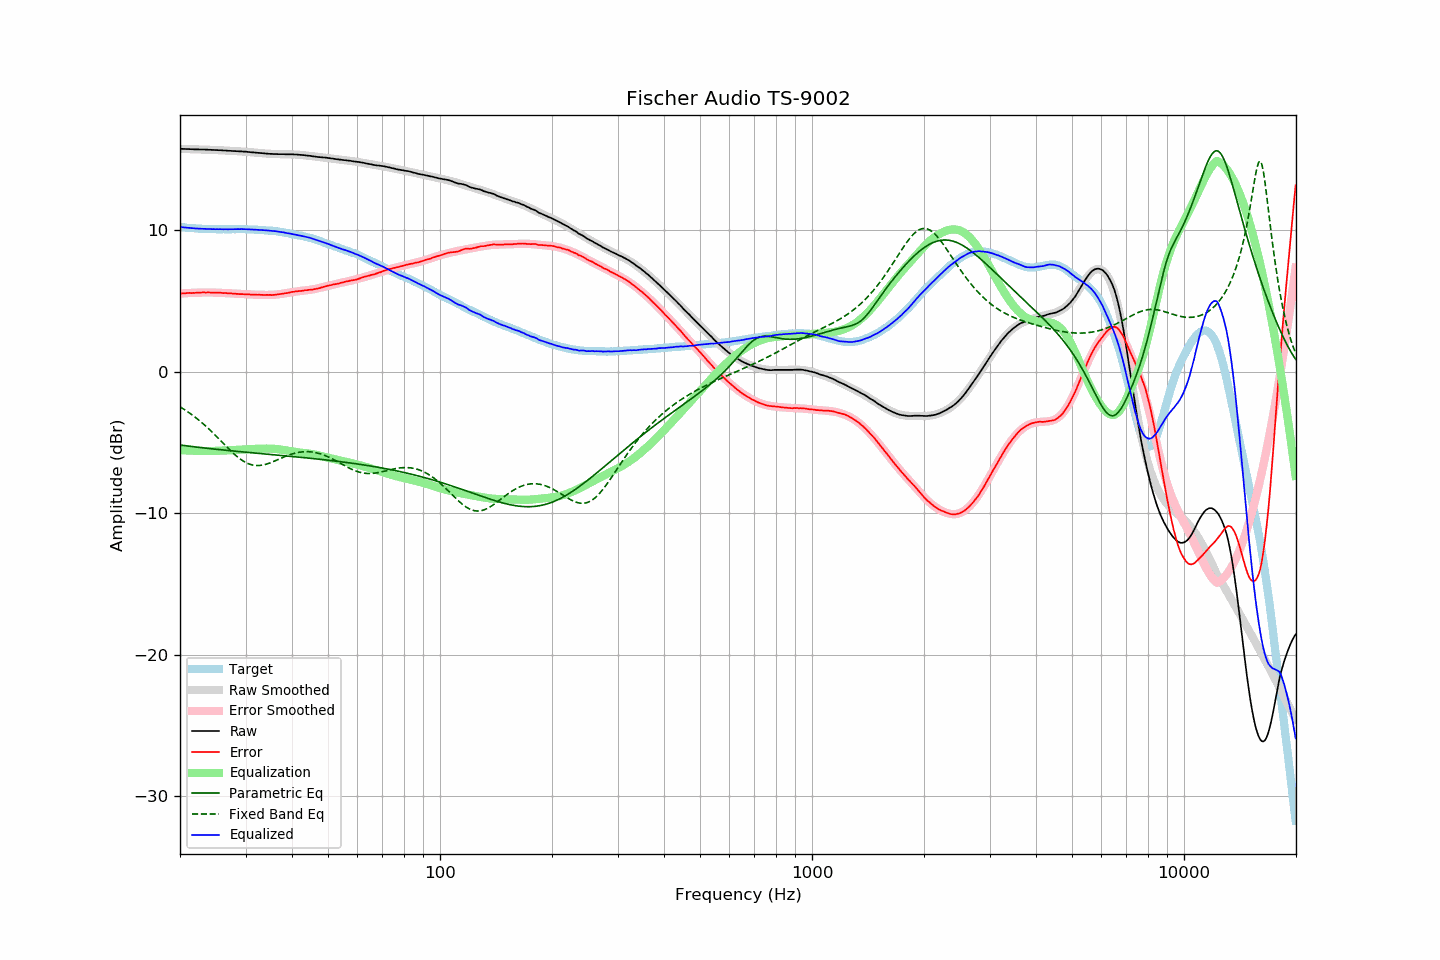 Fischer Audio TS-9002
Amplitude (dBr)
10
0
−10
−20
−30
Target
Raw Smoothed
Error Smoothed
Raw
Error
Equalization
Parametric Eq
Fixed Band Eq
Equalized
100 1000 10000
Frequency (Hz)